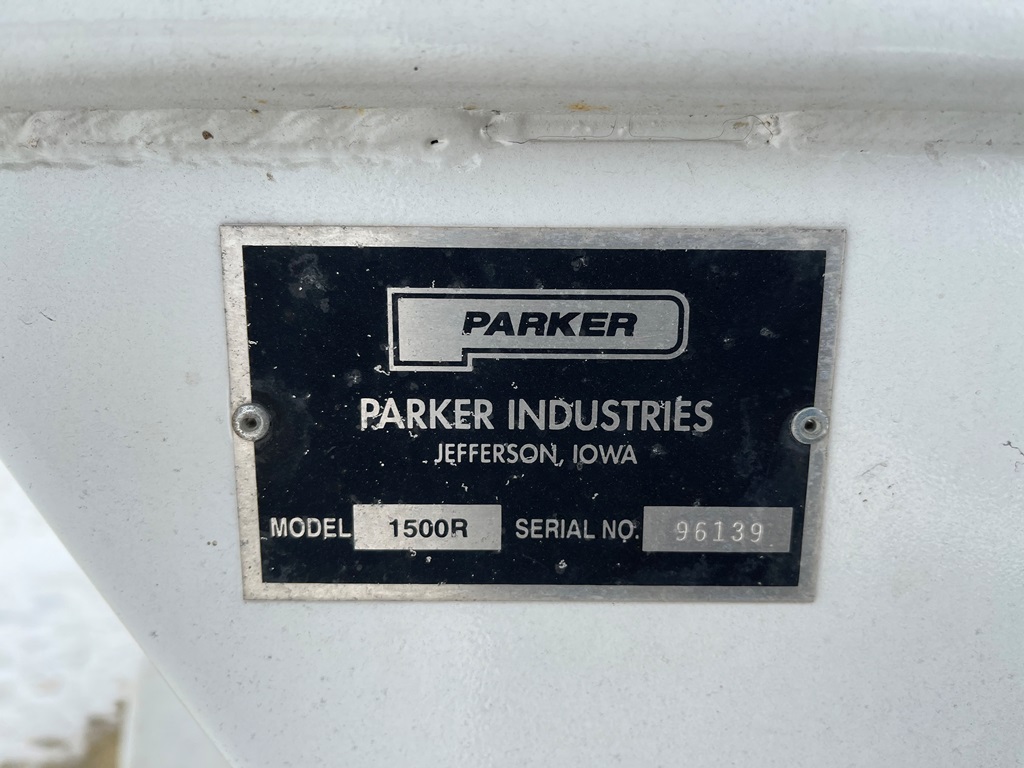 PARKER
PARKER INDUSTRIES
JEFFERSON, IOWA
MODEL 1500R SERIAL NO. 96139